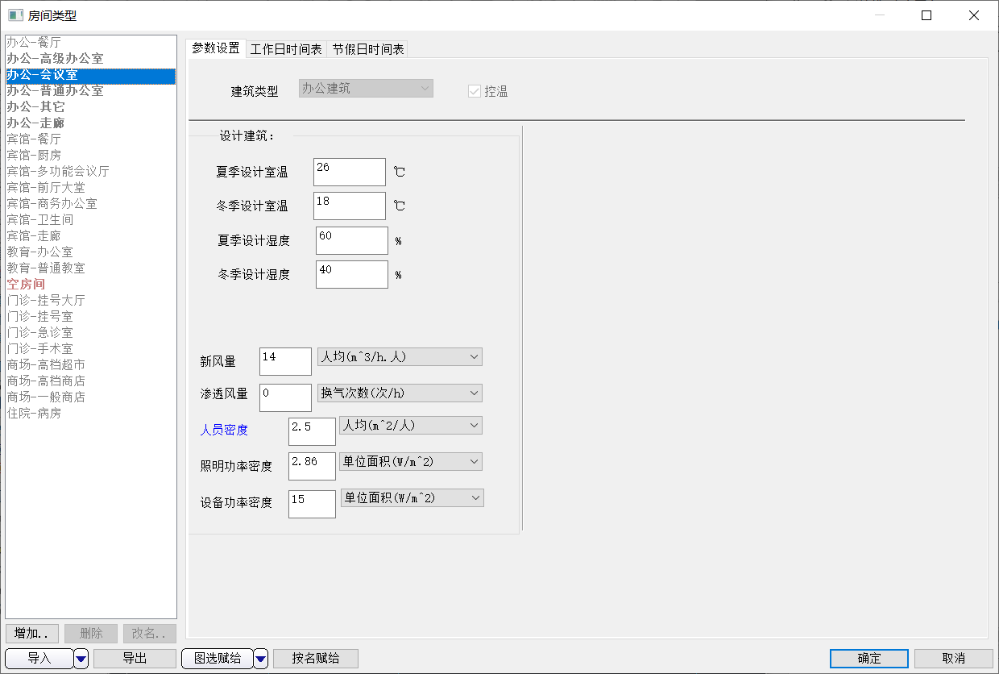 房间类型
办公-餐厅
办公-高级办公室
办公-会议室
办公-普通办公室
办公-其它
办公-走廊
宾馆-餐厅
宾馆-厨房
宾馆-多功能会议厅
宾馆-前厅大堂
宾馆-商务办公室
宾馆-卫生间
宾馆-走廊
教育-办公室
教育-普通教室
空房间
门诊-挂号大厅
门诊-挂号室
门诊-急诊室
门诊-手术室
商场-高档超市
商场-高档商店
商场-一般商店
住院-病房
参数设置 工作日时间表 节假日时间表
建筑类型 办公建筑 控温
设计建筑：
夏季设计室温 26 ℃
冬季设计室温 18 ℃
夏季设计湿度 60 %
冬季设计湿度 40 %
新风量 14 人均(m^3/h.人)
渗透风量 0 换气次数(次/h)
人员密度 2.5 人均(m^2/人)
照明功率密度 2.86 单位面积(W/m^2)
设备功率密度 15 单位面积(W/m^2)
增加.. 删除 改名..
导入 导出 图选赋给 按名赋给 确定 取消